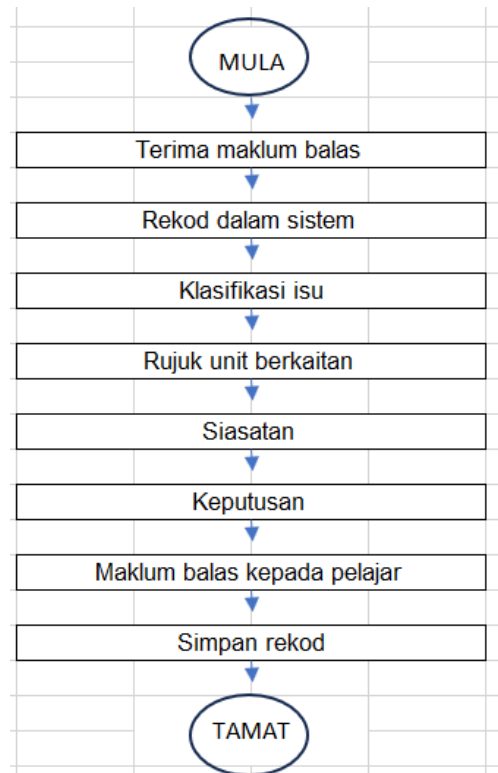 MULA
Terima maklum balas
Rekod dalam sistem
Klasifikasi isu
Rujuk unit berkaitan
Siasatan
Keputusan
Maklum balas kepada pelajar
Simpan rekod
TAMAT